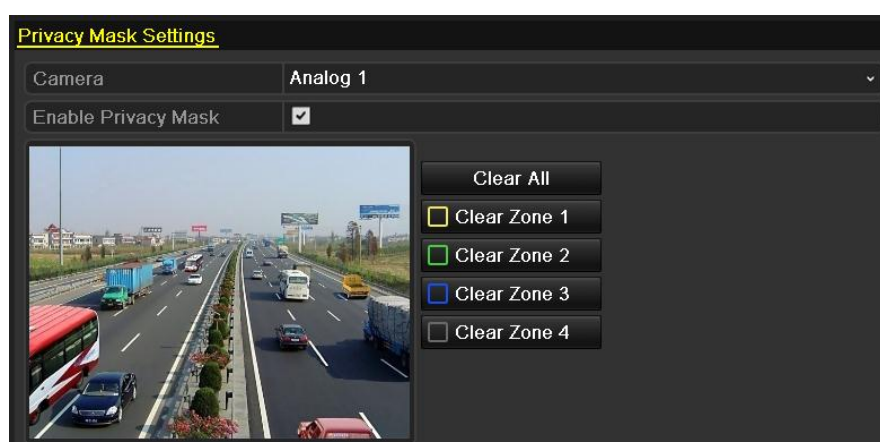 Privacy Mask Settings
Camera Analog 1
Enable Privacy Mask
Clear All
Clear Zone 1
Clear Zone 2
Clear Zone 3
Clear Zone 4